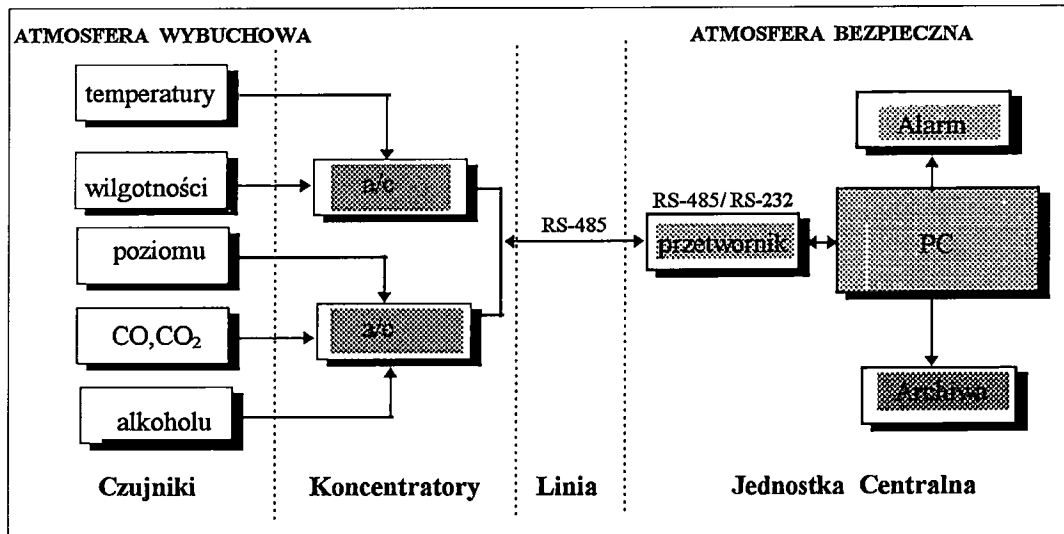 ATMOSFERA WYBUCHOWA
ATMOSFERA BEZPIECZNA
temperatury
wilgotności
poziomu
CO,CO₂
alkoholu
a/c
a/c
RS-485
RS-485/ RS-232
przetwornik
Alarm
PC
Archiv-o
Czujniki
Koncentratory
Linia
Jednostka Centralna